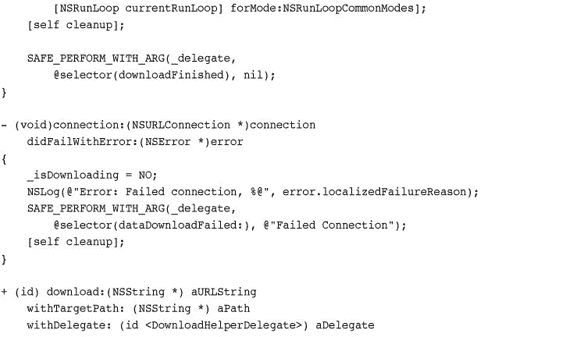 [NSRunLoop currentRunLoop] forMode:NSRunLoopCommonModes];
[self cleanup];
SAFE_PERFORM_WITH_ARG(_delegate,
@selector(downloadFinished), nil);
}
- (void)connection:(NSURLConnection *)connection
didFailWithError:(NSError *)error
{
_isDownloading = NO;
NSLog(@"Error: Failed connection, %@", error.localizedFailureReason);
SAFE_PERFORM_WITH_ARG(_delegate,
@selector(dataDownloadFailed:), @"Failed Connection");
[self cleanup];
}
+ (id) download:(NSString *) aURLString
withTargetPath: (NSString *) aPath
withDelegate: (id <DownloadHelperDelegate>) aDelegate